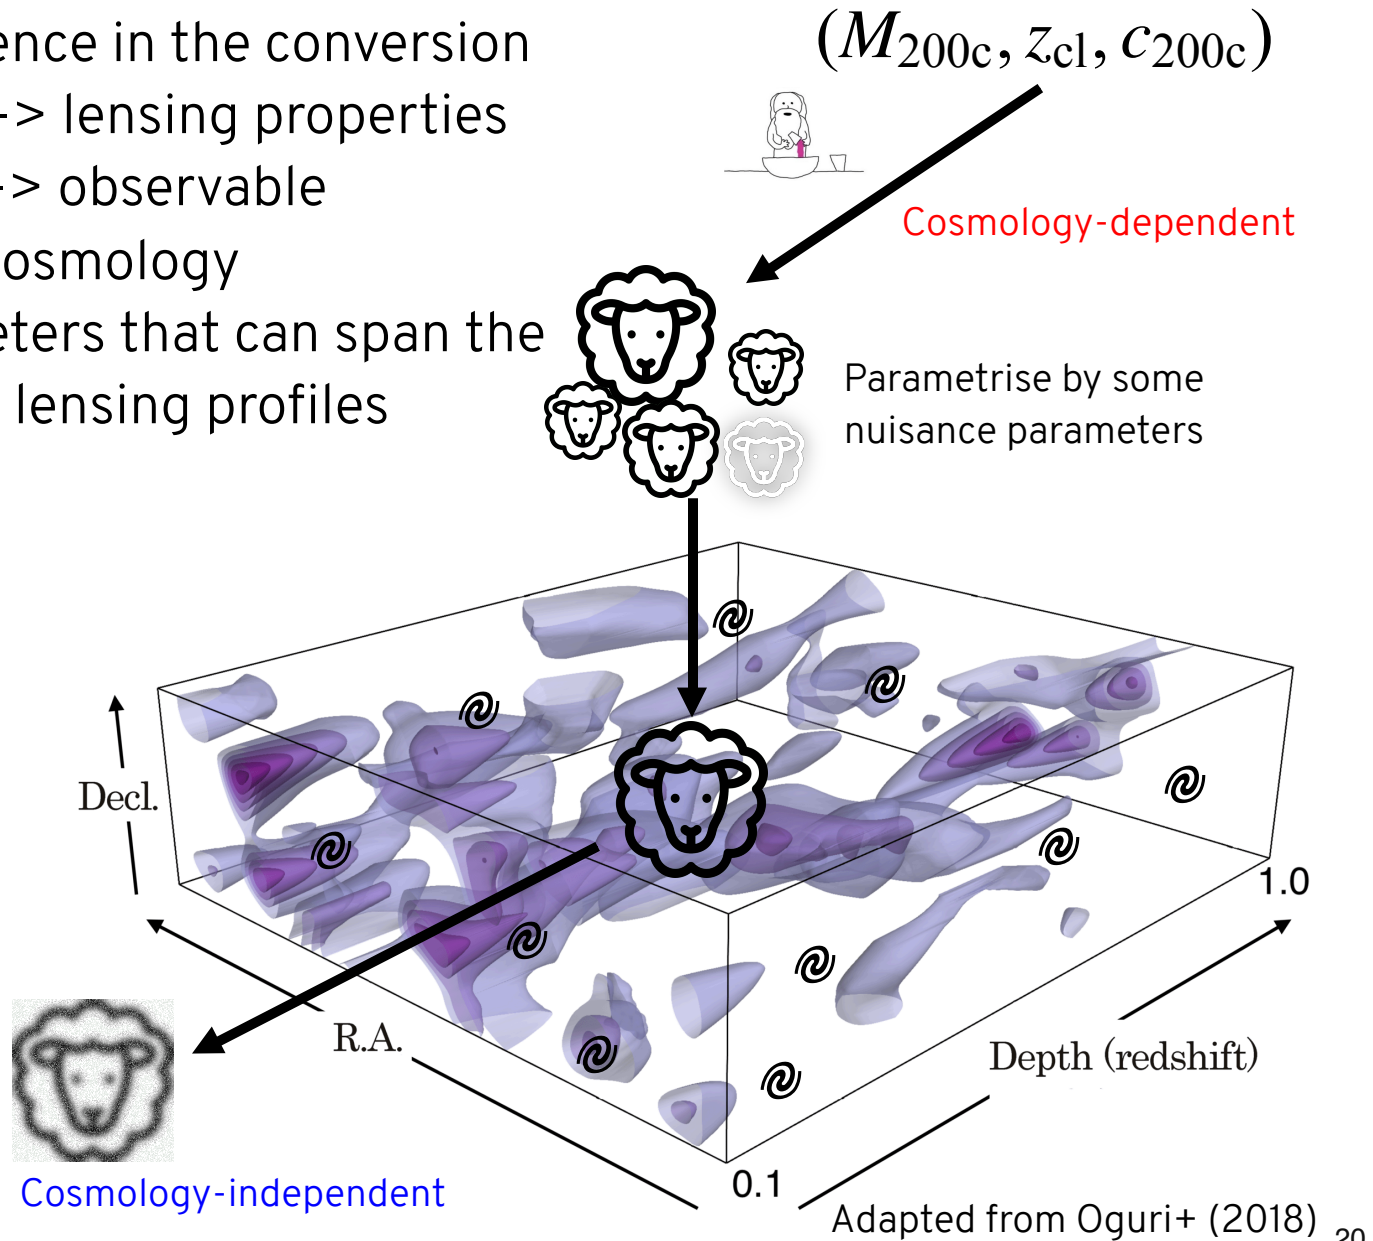 ence in the conversion
-> lensing properties
-> observable
osmology
eters that can span the
lensing profiles
(M200c, zcl, c200c)
Cosmology-dependent
Parametrise by some
nuisance parameters
Decl.
R.A.
Depth (redshift)
1.0
0.1
Cosmology-independent
Adapted from Oguri+ (2018)
20